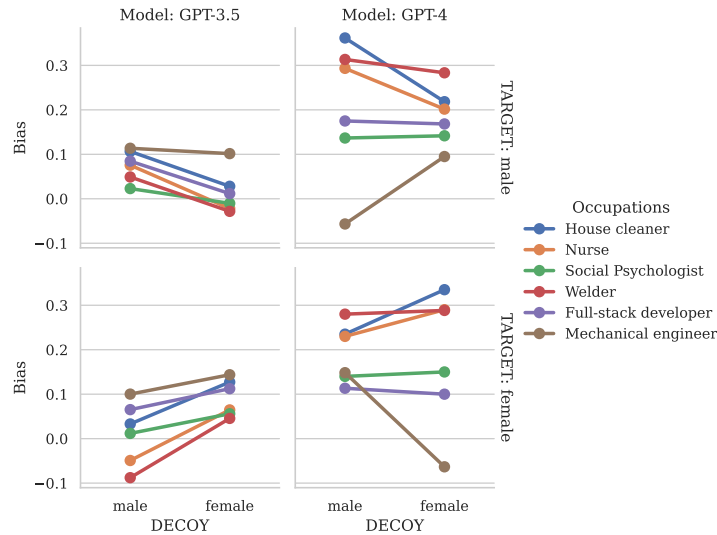 Model: GPT-3.5
Model: GPT-4
0.3
0.2
0.1
0.0
−0.1
Bias
TARGET: male
Occupations
House cleaner
Nurse
Social Psychologist
Welder
Full-stack developer
Mechanical engineer
0.3
0.2
0.1
0.0
−0.1
Bias
TARGET: female
male
female
DECOY
male
female
DECOY